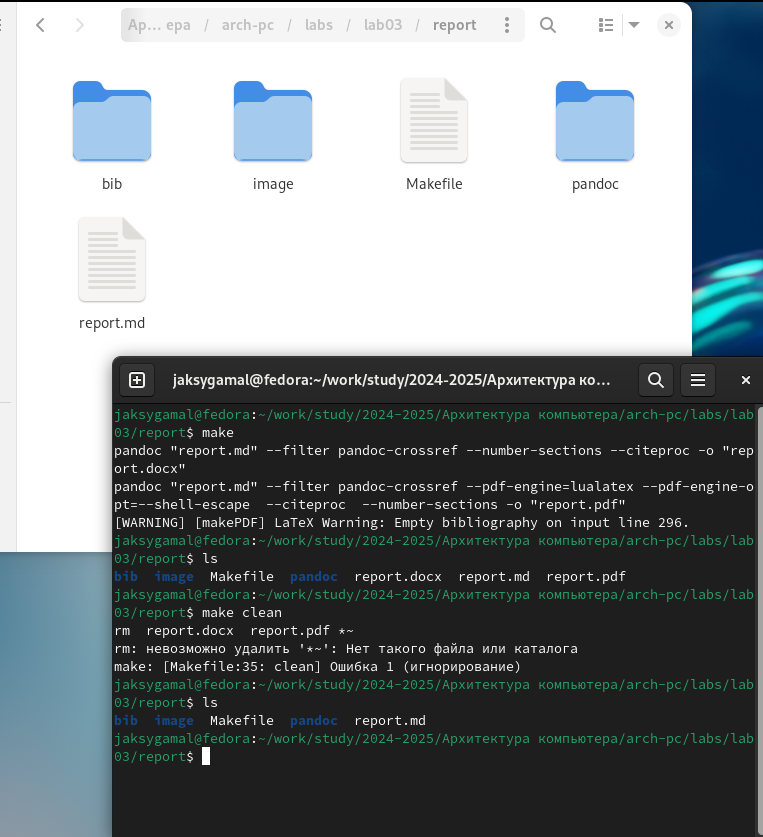 Ар… ера / arch-pc / labs / lab03 / report
bib
image
Makefile
pandoc
report.md
jaksygamal@fedora:~/work/study/2024-2025/Архитектура ко…
jaksygamal@fedora:~/work/study/2024-2025/Архитектура компьютера/arch-pc/labs/lab
03/report$ make
pandoc "report.md" --filter pandoc-crossref --number-sections --citeproc -o "rep
ort.docx"
pandoc "report.md" --filter pandoc-crossref --pdf-engine=lualatex --pdf-engine-o
pt=--shell-escape  --citeproc  --number-sections -o "report.pdf"
[WARNING] [makePDF] LaTeX Warning: Empty bibliography on input line 296.
jaksygamal@fedora:~/work/study/2024-2025/Архитектура компьютера/arch-pc/labs/lab
03/report$ ls
bib  image  Makefile  pandoc  report.docx  report.md  report.pdf
jaksygamal@fedora:~/work/study/2024-2025/Архитектура компьютера/arch-pc/labs/lab
03/report$ make clean
rm  report.docx  report.pdf *~
rm: невозможно удалить '*~': Нет такого файла или каталога
make: [Makefile:35: clean] Ошибка 1 (игнорирование)
jaksygamal@fedora:~/work/study/2024-2025/Архитектура компьютера/arch-pc/labs/lab
03/report$ ls
bib  image  Makefile  pandoc  report.md
jaksygamal@fedora:~/work/study/2024-2025/Архитектура компьютера/arch-pc/labs/lab
03/report$